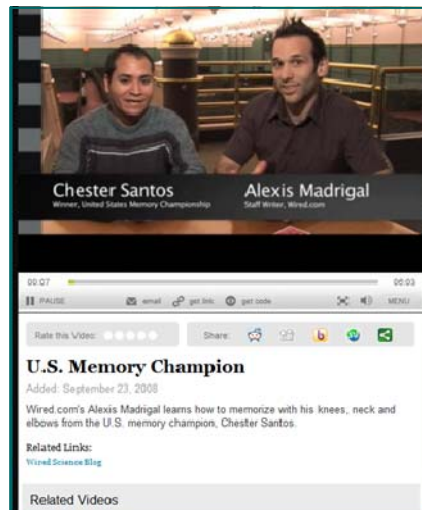 Chester Santos
Winner, United States Memory Championship
Alexis Madrigal
Staff Writer, Wired.com
00:07
06:03
PAUSE
email
get link
get code
MENU
Rate this Video:
Share:
U.S. Memory Champion
Added: September 23, 2008
Wired.com's Alexis Madrigal learns how to memorize with his knees, neck and
elbows from the U.S. memory champion, Chester Santos.
Related Links:
Wired Science Blog
Related Videos